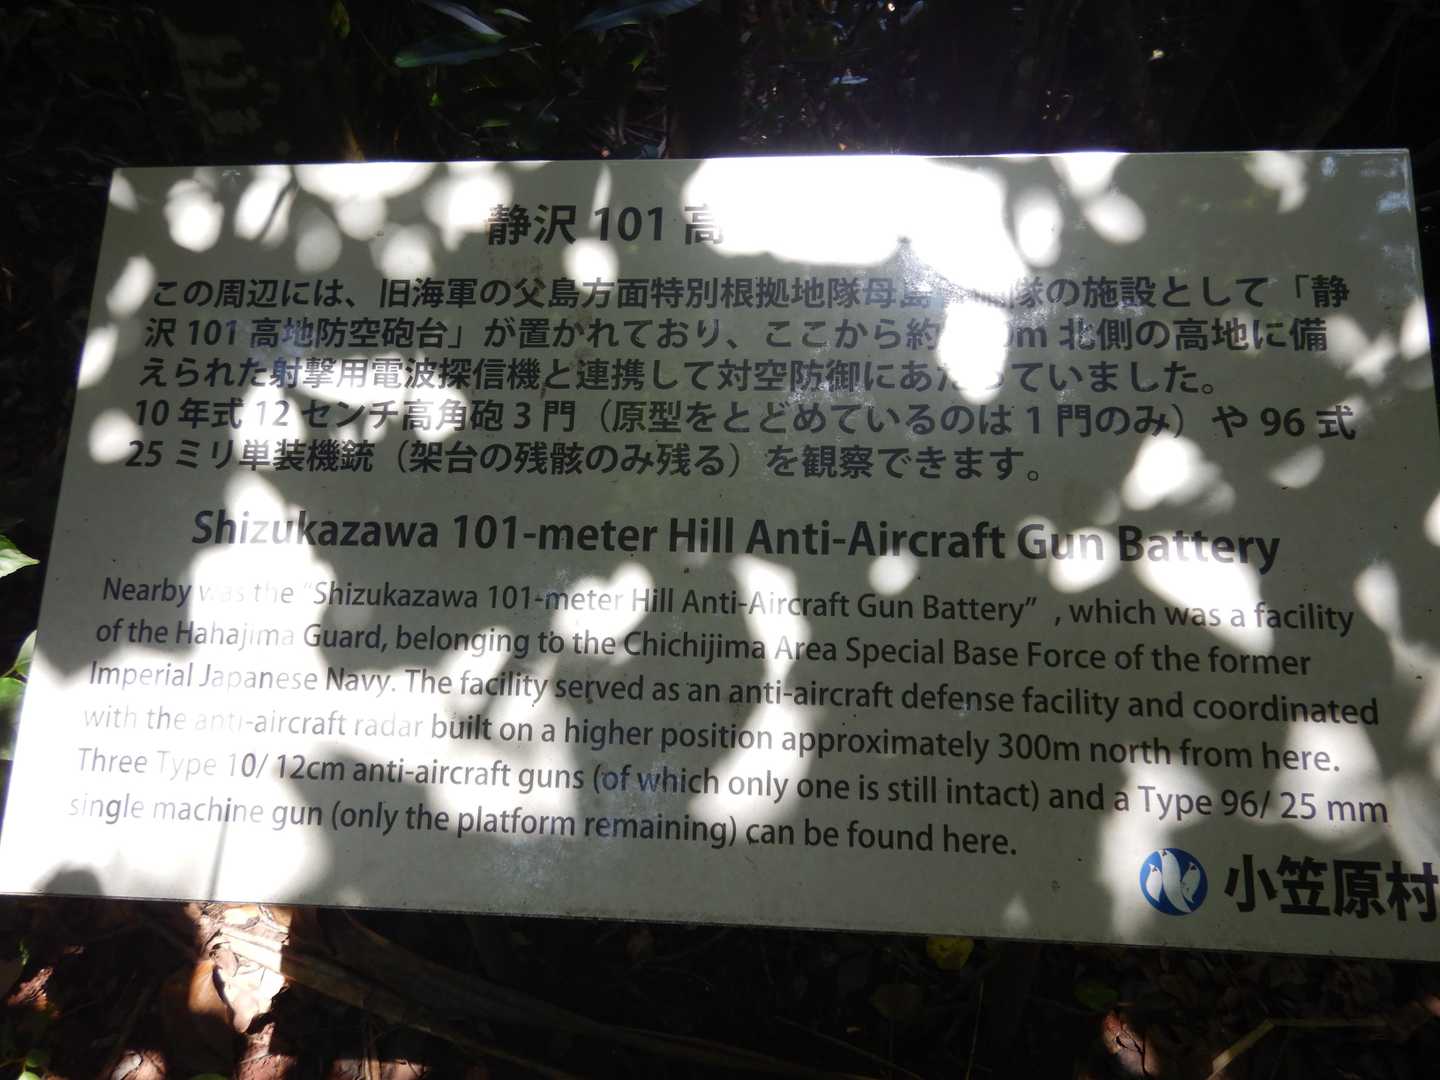 静沢 101 高
この周辺には、旧海軍の父島方面特別根拠地隊母島 隊の施設として「静
沢 101 高地防空砲台」が置かれており、ここから約 m 北側の高地に備
えられた射撃用電波探信機と連携して対空防御にあたっていました。
10 年式 12 センチ高角砲 3 門（原型をとどめているのは 1 門のみ）や 96 式
25 ミリ単装機銃（架台の残骸のみ残る）を観察できます。
Shizukazawa 101-meter Hill Anti-Aircraft Gun Battery
Nearby was the "Shizukazawa 101-meter Hill Anti-Aircraft Gun Battery" , which was a facility
of the Hahajima Guard, belonging to the Chichijima Area Special Base Force of the former
Imperial Japanese Navy. The facility served as an anti-aircraft defense facility and coordinated
with the anti-aircraft radar built on a higher position approximately 300m north from here.
Three Type 10/ 12cm anti-aircraft guns (of which only one is still intact) and a Type 96/ 25 mm
single machine gun (only the platform remaining) can be found here.
小笠原村